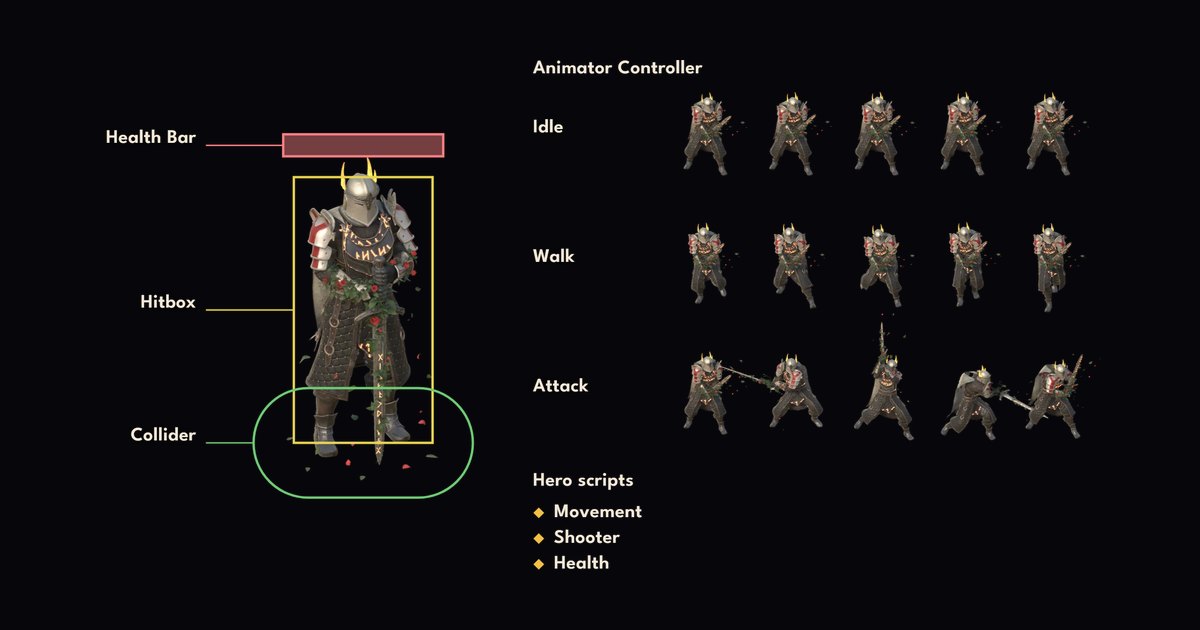 Health Bar
Hitbox
Collider
Animator Controller
Idle
Walk
Attack
Hero scripts
Movement
Shooter
Health